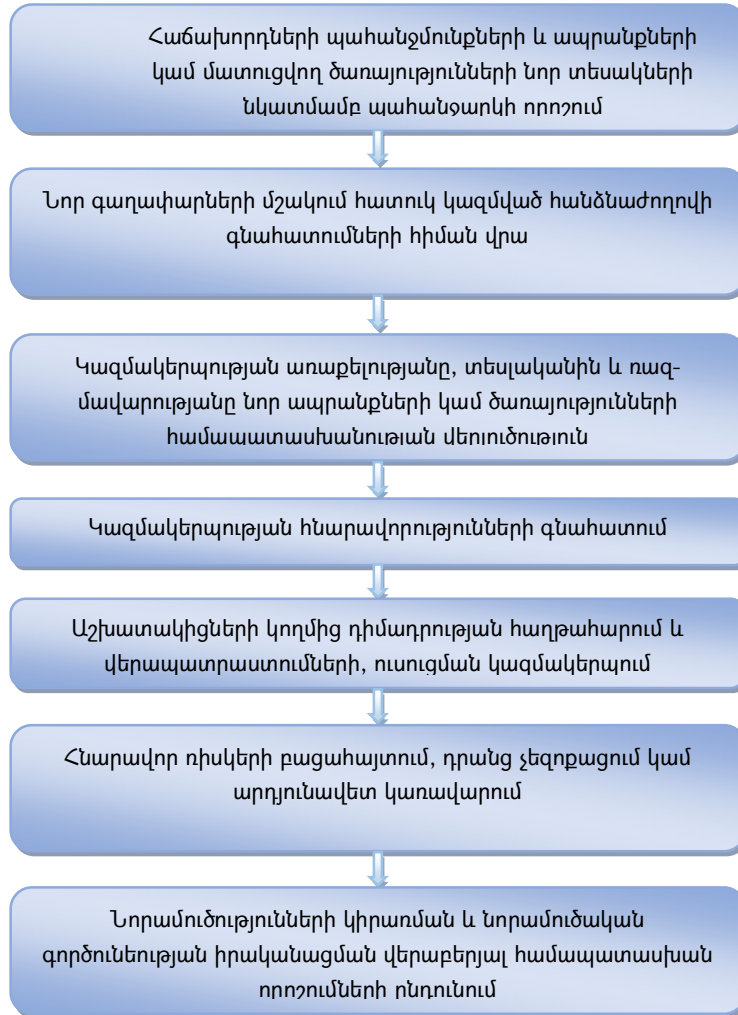 Հաճախորդների պահանջմունքների և ապրանքների
կամ մատուցվող ծառայությունների նոր տեսակների
նկատմամբ պահանջարկի որոշում
Նոր գաղափարների մշակում հատուկ կազմված հանձնաժողովի
գնահատումների հիման վրա
Կազմակերպության առաքելությանը, տեսլականին և ռազ-
մավարությանը նոր ապրանքների կամ ծառայությունների
համապատասխանության վերլուծություն
Կազմակերպության հնարավորությունների գնահատում
Աշխատակիցների կողմից դիմադրության հաղթահարում և
վերապատրաստումների, ուսուցման կազմակերպում
Հնարավոր ռիսկերի բացահայտում, դրանց չեզոքացում կամ
արդյունավետ կառավարում
Նորամուծությունների կիրառման և նորամուծական
գործունեության իրականացման վերաբերյալ համապատասխան
որոշումների ընդունում